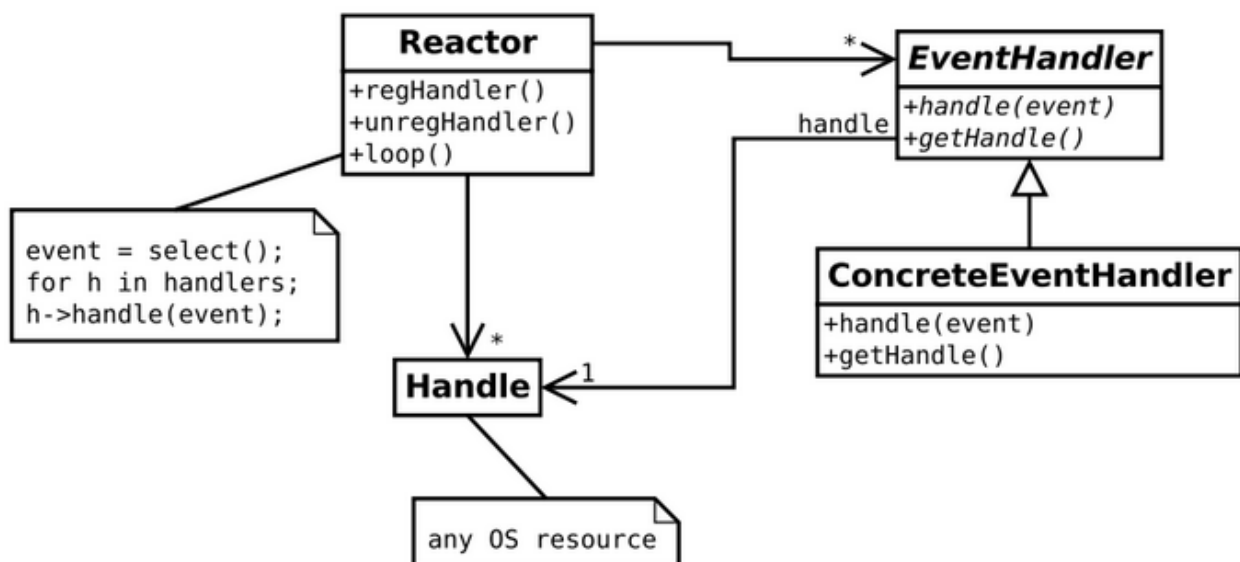 Reactor
+regHandler()
+unregHandler()
+loop()
*
EventHandler
+handle(event)
+getHandle()
handle
event = select();
for h in handlers;
h->handle(event);
ConcreteEventHandler
+handle(event)
+getHandle()
*
Handle
1
any OS resource